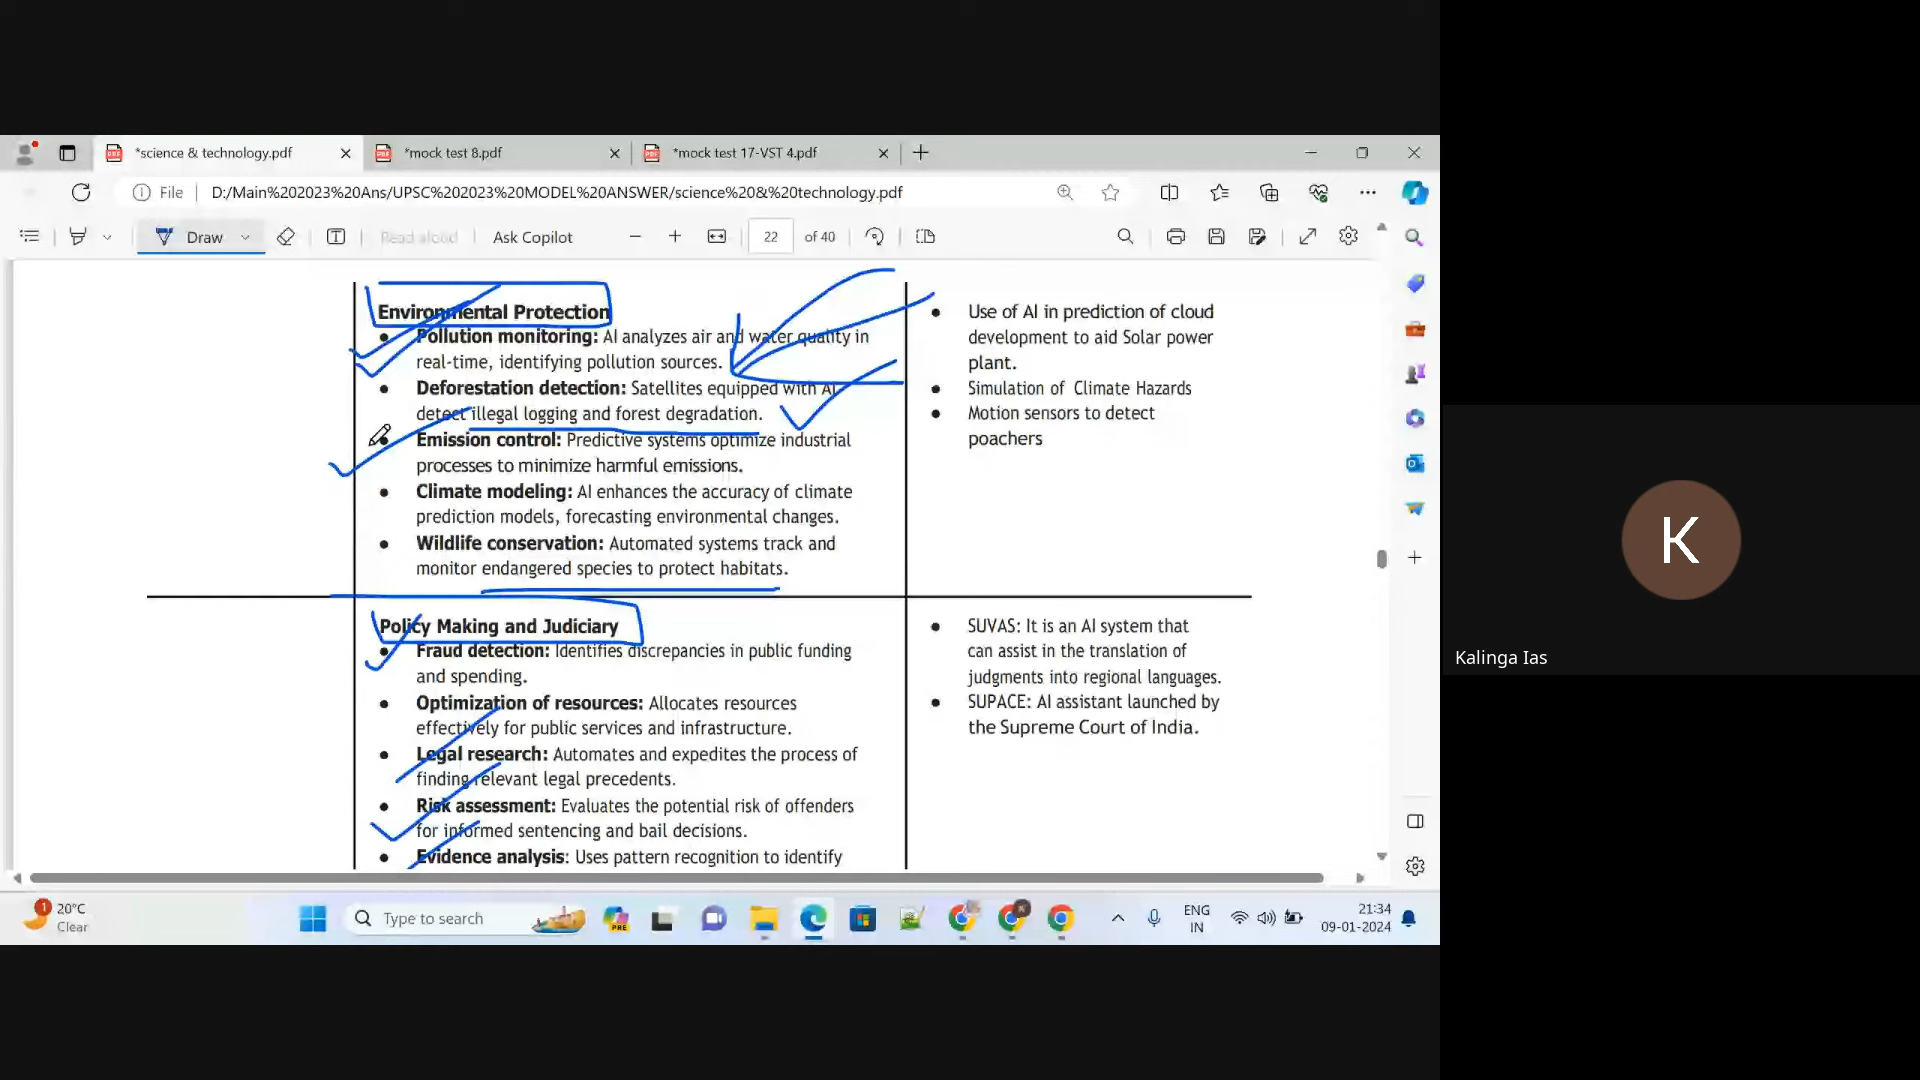 *science & technology.pdf
*mock test 8.pdf
*mock test 17-VST 4.pdf
File
D:/Main%202023%20Ans/UPSC%202023%20MODEL%20ANSWER/science%20&%20technology.pdf
Draw
Read aloud
Ask Copilot
22
of 40
Environmental Protection
Pollution monitoring: AI analyzes air and water quality in
real-time, identifying pollution sources.
Deforestation detection: Satellites equipped with AI
detect illegal logging and forest degradation.
Emission control: Predictive systems optimize industrial
processes to minimize harmful emissions.
Climate modeling: AI enhances the accuracy of climate
prediction models, forecasting environmental changes.
Wildlife conservation: Automated systems track and
monitor endangered species to protect habitats.
Use of AI in prediction of cloud
development to aid Solar power
plant.
Simulation of Climate Hazards
Motion sensors to detect
poachers
Policy Making and Judiciary
Fraud detection: Identifies discrepancies in public funding
and spending.
Optimization of resources: Allocates resources
effectively for public services and infrastructure.
Legal research: Automates and expedites the process of
finding relevant legal precedents.
Risk assessment: Evaluates the potential risk of offenders
for informed sentencing and bail decisions.
Evidence analysis: Uses pattern recognition to identify
SUVAS: It is an AI system that
can assist in the translation of
judgments into regional languages.
SUPACE: AI assistant launched by
the Supreme Court of India.
K
Kalinga Ias
1
20°C
Clear
Type to search
PRE
ENG
IN
21:34
09-01-2024